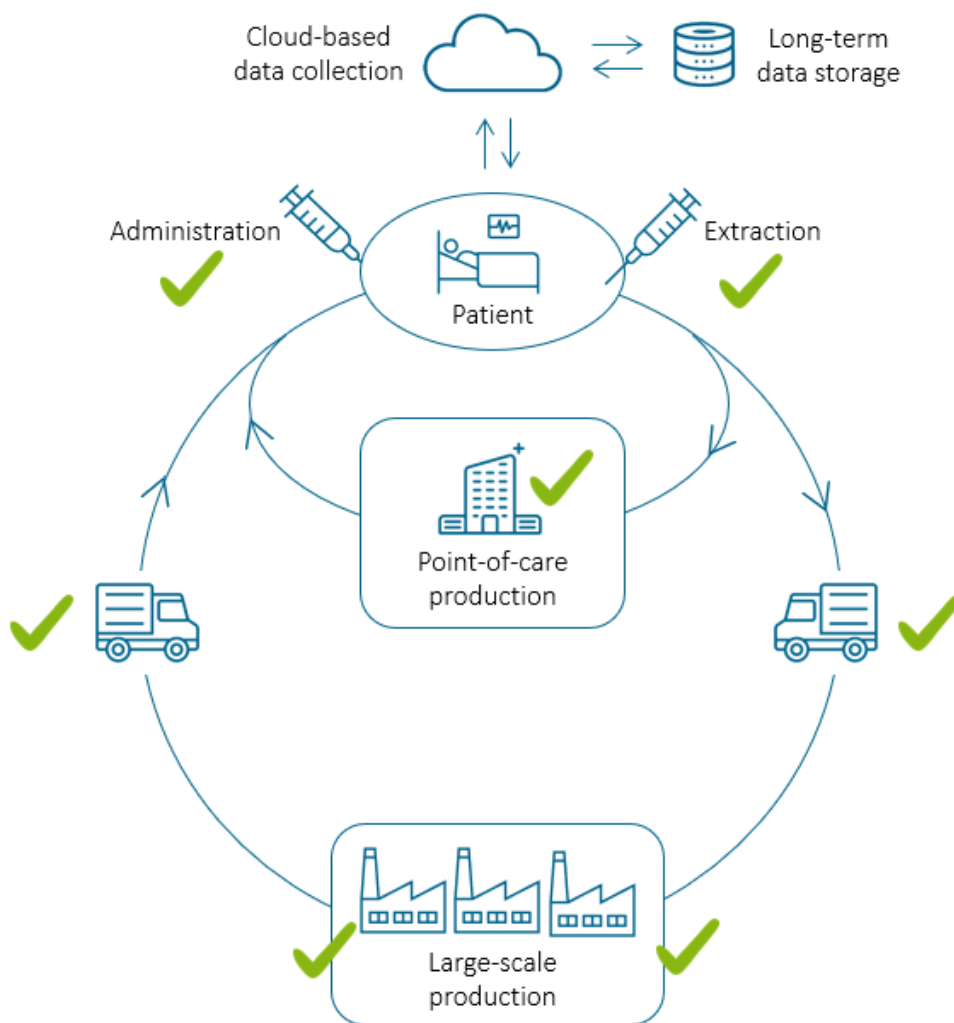 Cloud-based
data collection
Long-term
data storage
Administration
Extraction
Patient
Point-of-care
production
Large-scale
production